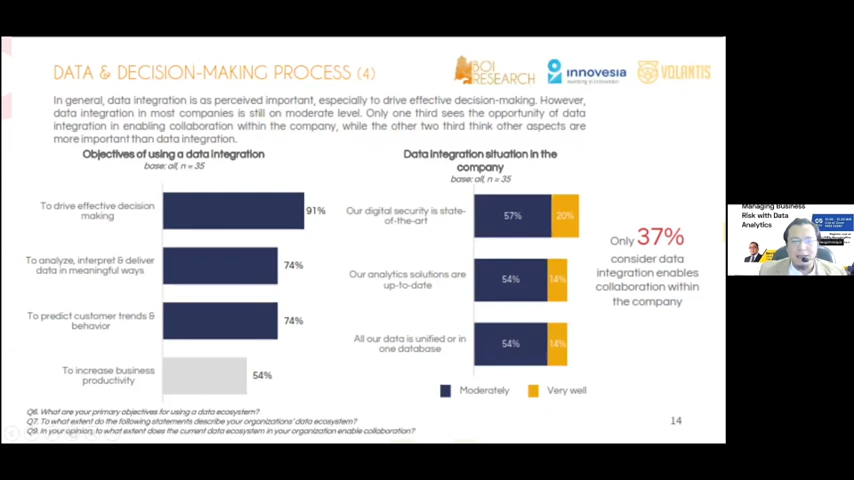 DATA & DECISION-MAKING PROCESS (4)
BOI
RESEARCH
innovesia
VOLANTIS
In general, data integration is as perceived important, especially to drive effective decision-making. However,
data integration in most companies is still on moderate level. Only one third sees the opportunity of data
integration in enabling collaboration within the company, while the other two third think other aspects are
more important than data integration.
Objectives of using a data integration
base: all, n = 35
To drive effective decision
making
91%
To analyze, interpret & deliver
data in meaningful ways
74%
To predict customer trends &
behavior
74%
To increase business
productivity
54%
Data integration situation in the
company
base: all, n = 35
Our digital security is state-
of-the-art
57%
20%
Our analytics solutions are
up-to-date
54%
14%
All our data is unified or in
one database
54%
14%
Moderately
Very well
Only 37%
consider data
integration enables
collaboration within
the company
Q6. What are your primary objectives for using a data ecosystem?
Q7. To what extent do the following statements describe your organizations' data ecosystem?
Q9. In your opinion, to what extent does the current data ecosystem in your organization enable collaboration?
14
Managing Business
Risk with Data
Analytics